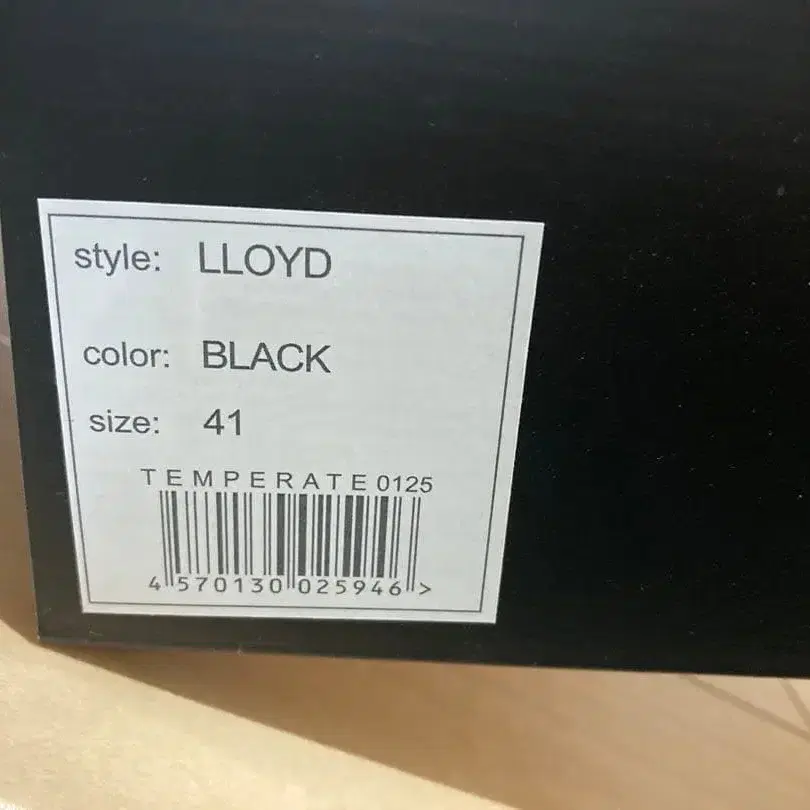 style: LLOYD
color: BLACK
size: 41
TEMPERATE 0125
4 570130 025946 >